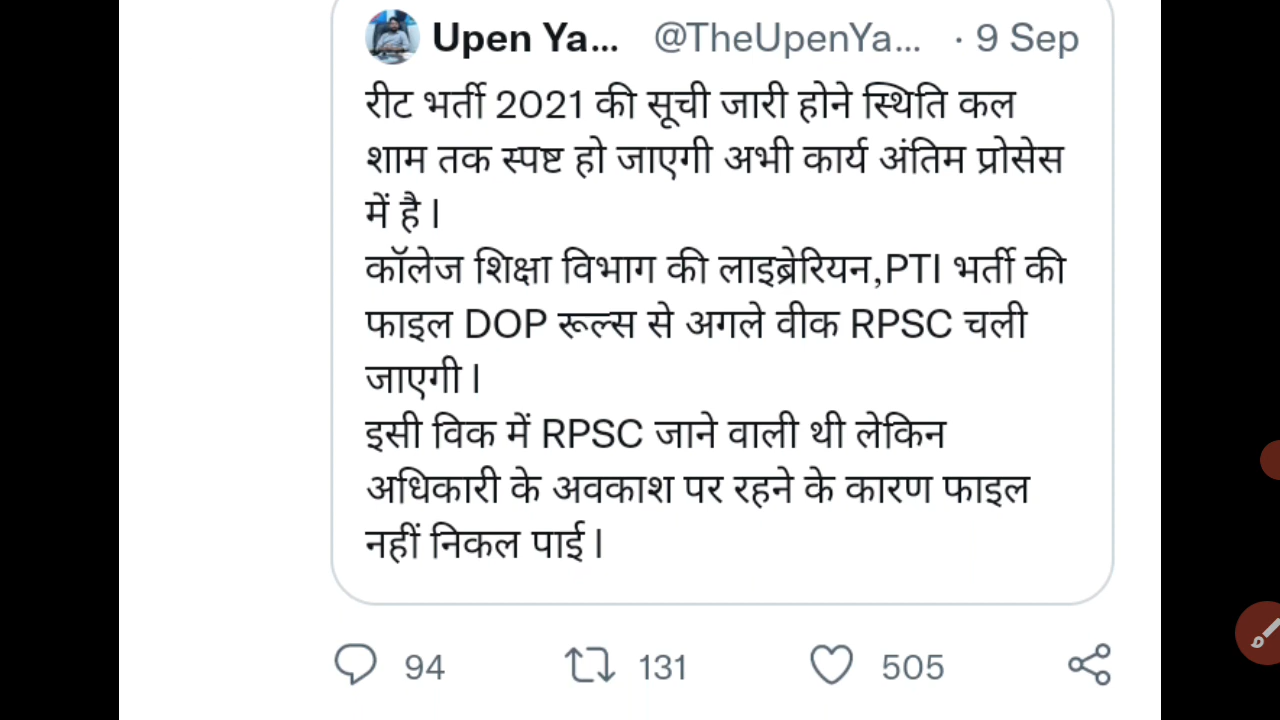 Upen Ya... @TheUpenYa... · 9 Sep
रीट भर्ती 2021 की सूची जारी होने स्थिति कल
शाम तक स्पष्ट हो जाएगी अभी कार्य अंतिम प्रोसेस
में है |
कॉलेज शिक्षा विभाग की लाइब्रेरियन,PTI भर्ती की
फाइल DOP रूल्स से अगले वीक RPSC चली
जाएगी |
इसी विक में RPSC जाने वाली थी लेकिन
अधिकारी के अवकाश पर रहने के कारण फाइल
नहीं निकल पाई |
94 131 505